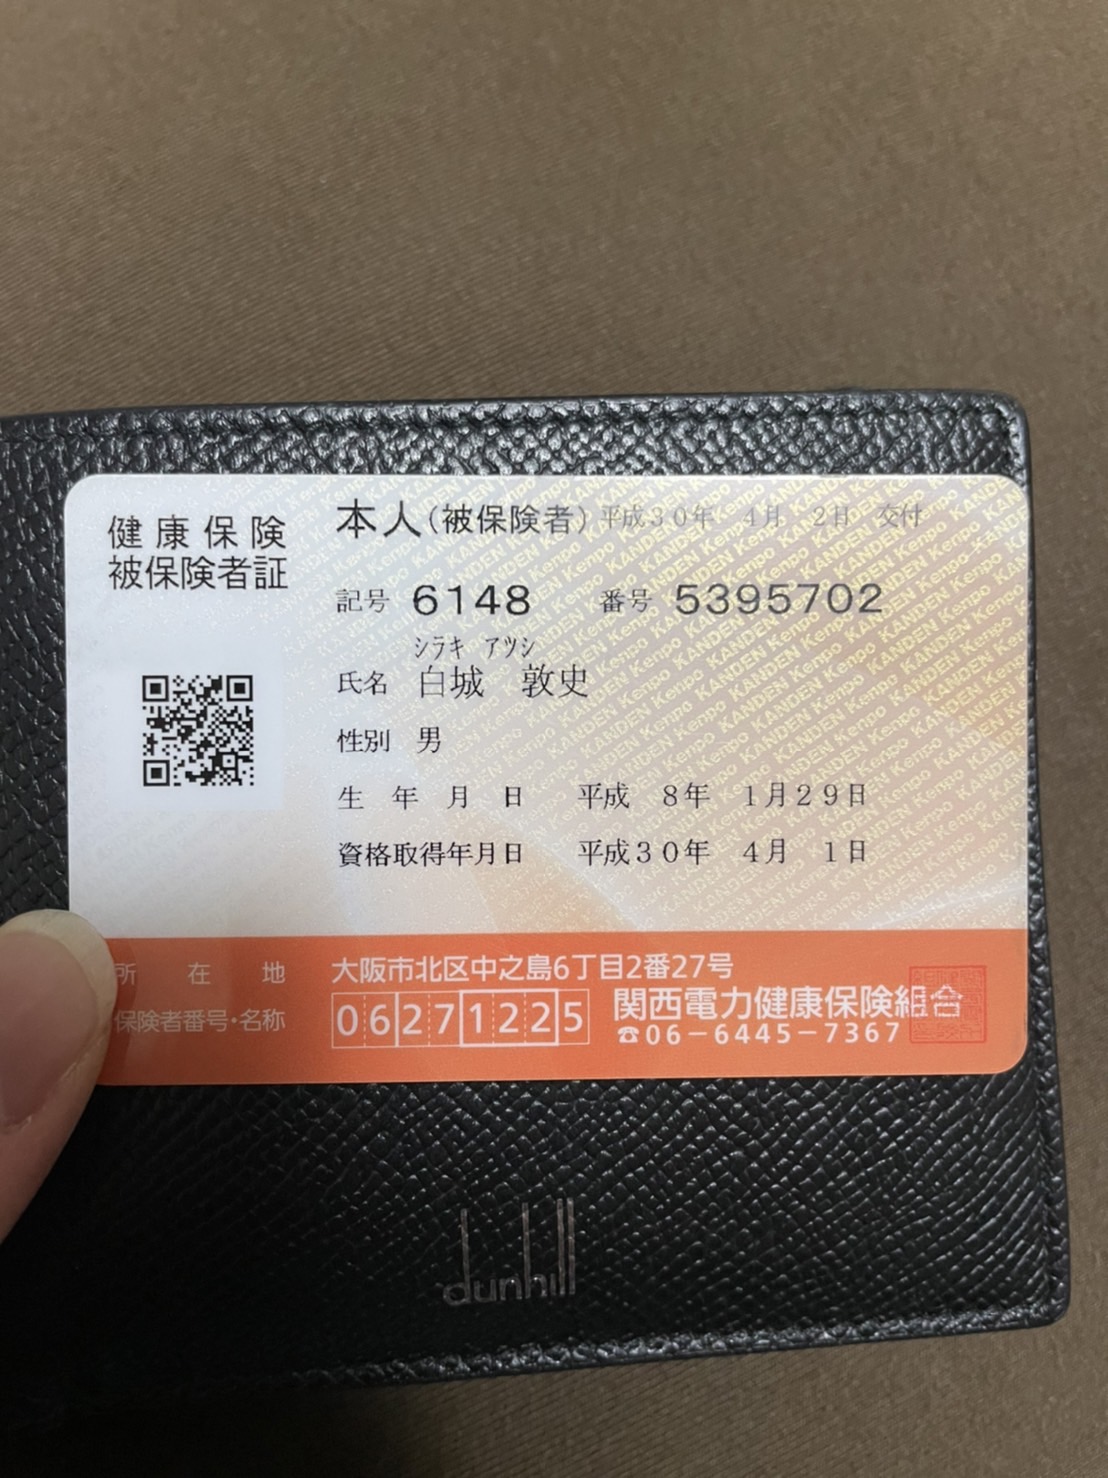 健康保険
被保険者証
本人(被保険者) 平成30年 4月 2日 交付
記号 6148 番号 5395702
シラキ アツシ
氏名 白城 敦史
性別 男
生年月日 平成 8年 1月29日
資格取得年月日 平成30年 4月 1日
所在地 大阪市北区中之島6丁目2番27号
保険者番号・名称 06271225 関西電力健康保険組合
☎06-6445-7367
dunhill